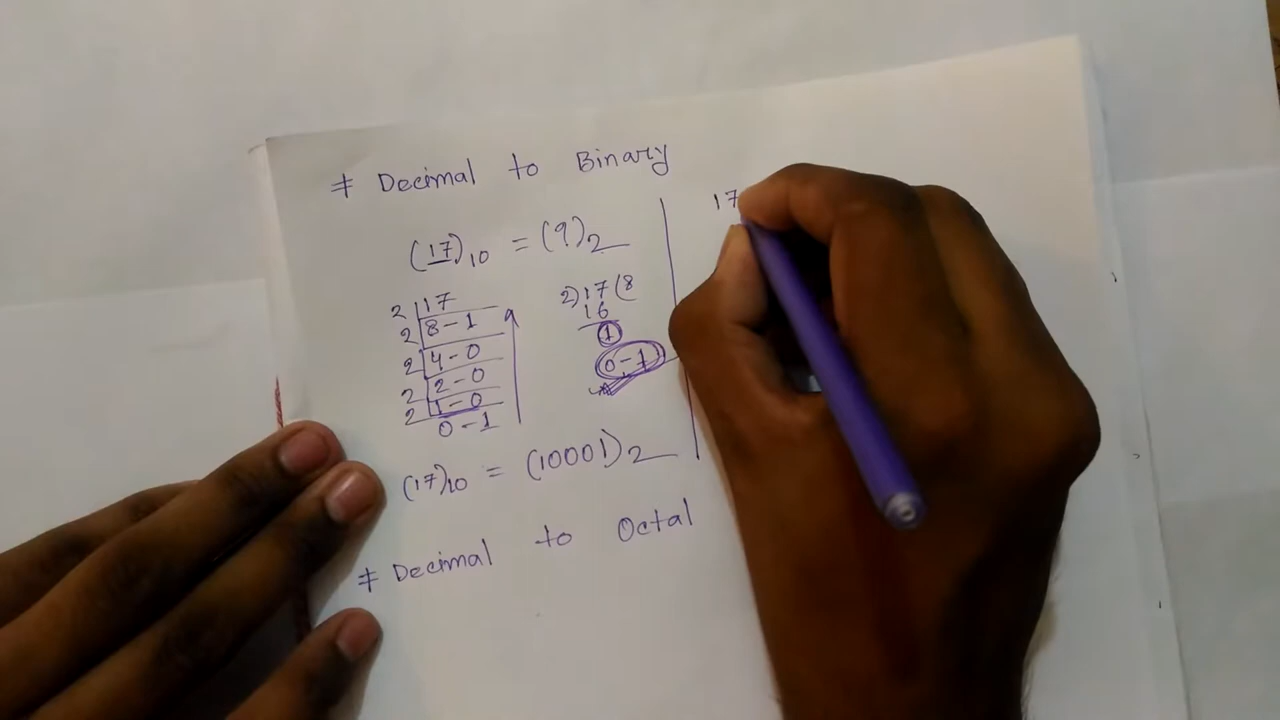 # Decimal to Binary
(17)10 = (?)2
2 17
2 8-1
2 4-0
2 2-0
2 1-0
0-1
2)17(8
16
1
0-1
17
(17)10 = (10001)2
# Decimal to Octal